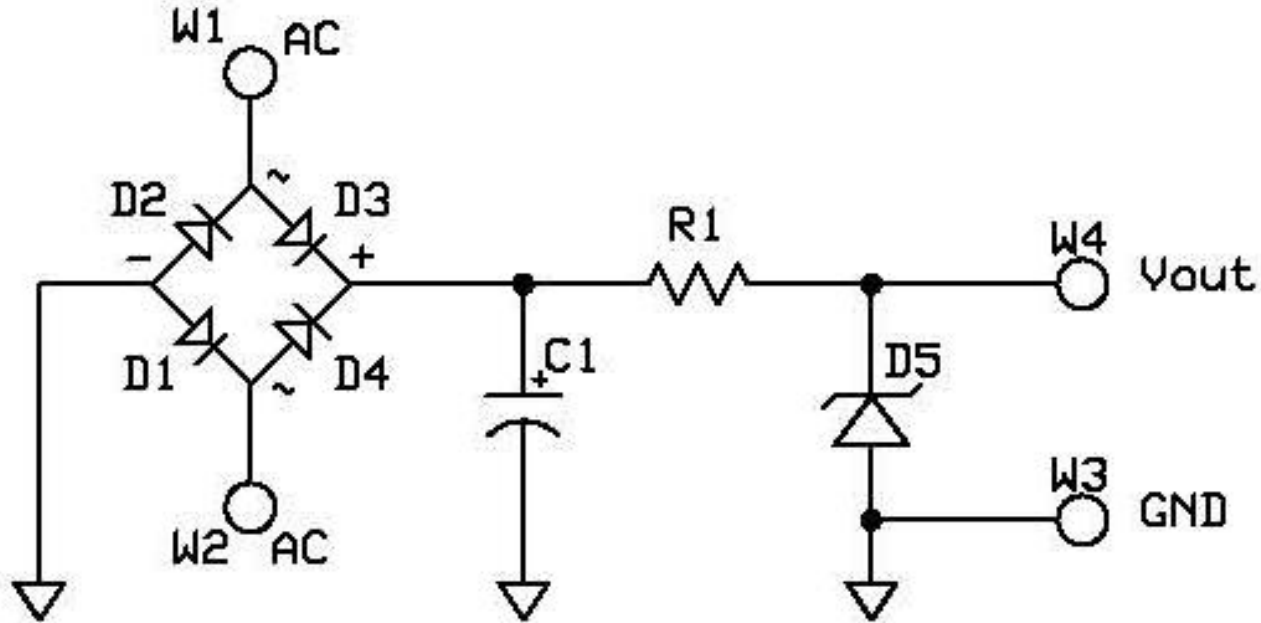 W1 AC
~
D2 D3
- +
R1
W4 Vout
D1 D4
~
+ C1
D5
W2 AC
W3 GND